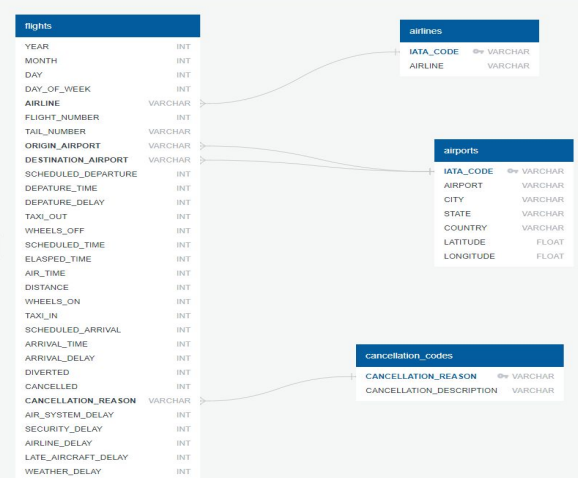 flights
YEAR INT
MONTH INT
DAY INT
DAY_OF_WEEK INT
AIRLINE VARCHAR
FLIGHT_NUMBER INT
TAIL_NUMBER VARCHAR
ORIGIN_AIRPORT VARCHAR
DESTINATION_AIRPORT VARCHAR
SCHEDULED_DEPARTURE INT
DEPATURE_TIME INT
DEPATURE_DELAY INT
TAXI_OUT INT
WHEELS_OFF INT
SCHEDULED_TIME INT
ELASPED_TIME INT
AIR_TIME INT
DISTANCE INT
WHEELS_ON INT
TAXI_IN INT
SCHEDULED_ARRIVAL INT
ARRIVAL_TIME INT
ARRIVAL_DELAY INT
DIVERTED INT
CANCELLED INT
CANCELLATION_REASON VARCHAR
AIR_SYSTEM_DELAY INT
SECURITY_DELAY INT
AIRLINE_DELAY INT
LATE_AIRCRAFT_DELAY INT
WEATHER_DELAY INT
airlines
IATA_CODE VARCHAR
AIRLINE VARCHAR
airports
IATA_CODE VARCHAR
AIRPORT VARCHAR
CITY VARCHAR
STATE VARCHAR
COUNTRY VARCHAR
LATITUDE FLOAT
LONGITUDE FLOAT
cancellation_codes
CANCELLATION_REASON VARCHAR
CANCELLATION_DESCRIPTION VARCHAR